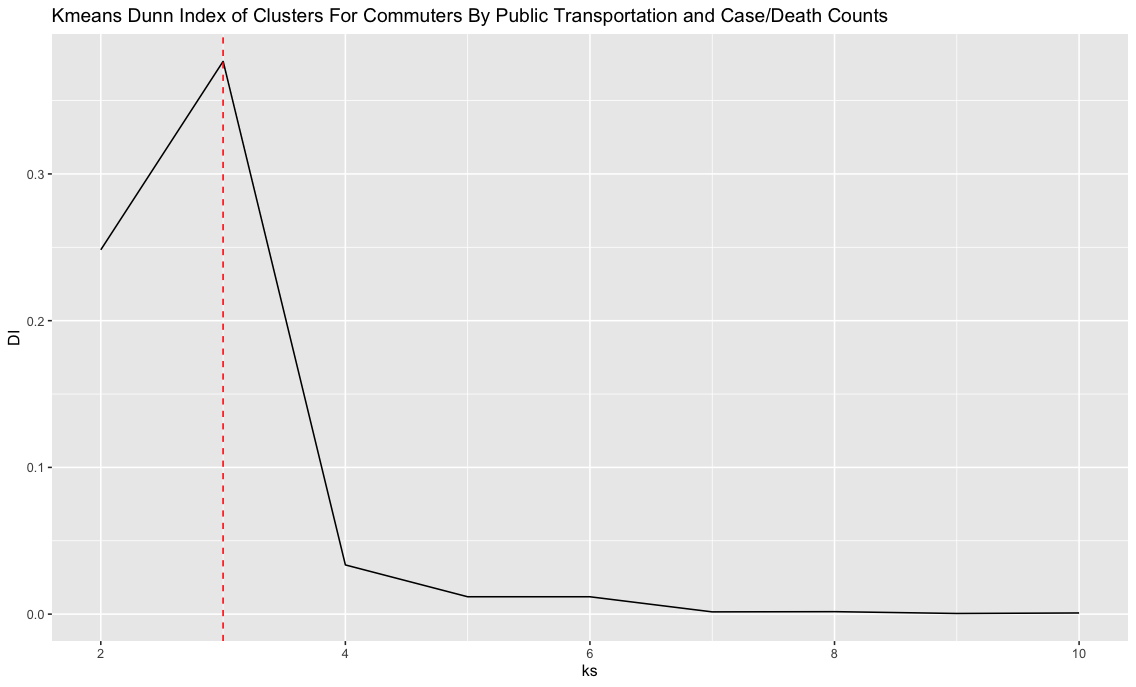 Kmeans Dunn Index of Clusters For Commuters By Public Transportation and Case/Death Counts
DI
0.3
0.2
0.1
0.0
2 4 6 8 10
ks